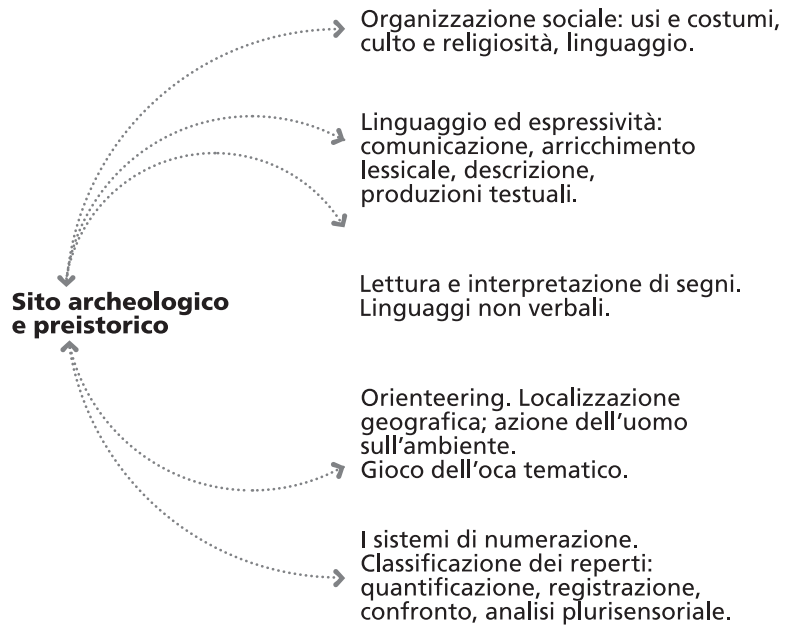 Organizzazione sociale: usi e costumi,
culto e religiosità, linguaggio.
Linguaggio ed espressività:
comunicazione, arricchimento
lessicale, descrizione,
produzioni testuali.
Sito archeologico
e preistorico
Lettura e interpretazione di segni.
Linguaggi non verbali.
Orienteering. Localizzazione
geografica; azione dell’uomo
sull’ambiente.
Gioco dell’oca tematico.
I sistemi di numerazione.
Classificazione dei reperti:
quantificazione, registrazione,
confronto, analisi plurisensoriale.